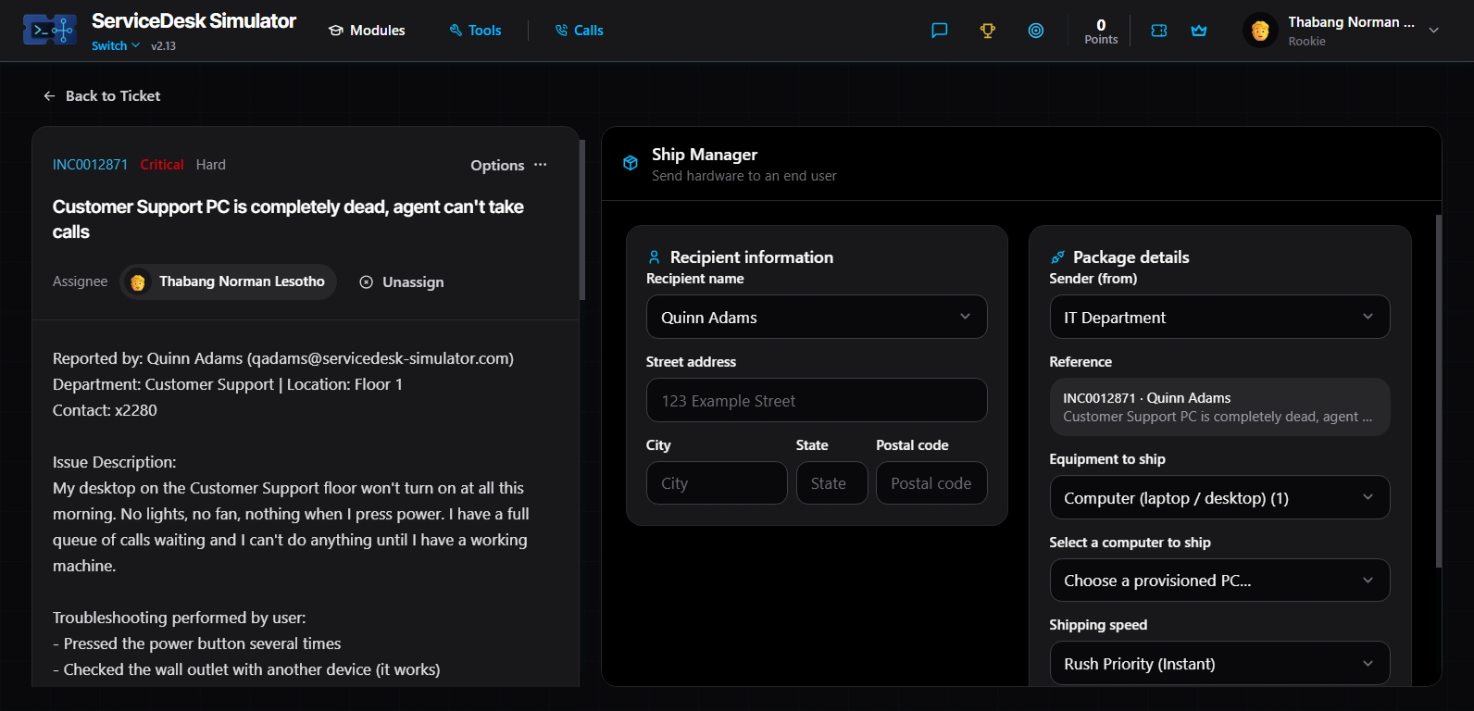 ServiceDesk Simulator
Switch v2.13
Modules
Tools
Calls
0
Points
Thabang Norman ...
Rookie
Back to Ticket
INC0012871 Critical Hard
Options ...
Customer Support PC is completely dead, agent can't take
calls
Assignee Thabang Norman Lesotho Unassign
Reported by: Quinn Adams (qadams@servicedesk-simulator.com)
Department: Customer Support | Location: Floor 1
Contact: x2280
Issue Description:
My desktop on the Customer Support floor won't turn on at all this
morning. No lights, no fan, nothing when I press power. I have a full
queue of calls waiting and I can't do anything until I have a working
machine.
Troubleshooting performed by user:
- Pressed the power button several times
- Checked the wall outlet with another device (it works)
Ship Manager
Send hardware to an end user
Recipient information
Recipient name
Quinn Adams
Street address
123 Example Street
City State Postal code
City State Postal code
Package details
Sender (from)
IT Department
Reference
INC0012871 · Quinn Adams
Customer Support PC is completely dead, agent ...
Equipment to ship
Computer (laptop / desktop) (1)
Select a computer to ship
Choose a provisioned PC...
Shipping speed
Rush Priority (Instant)